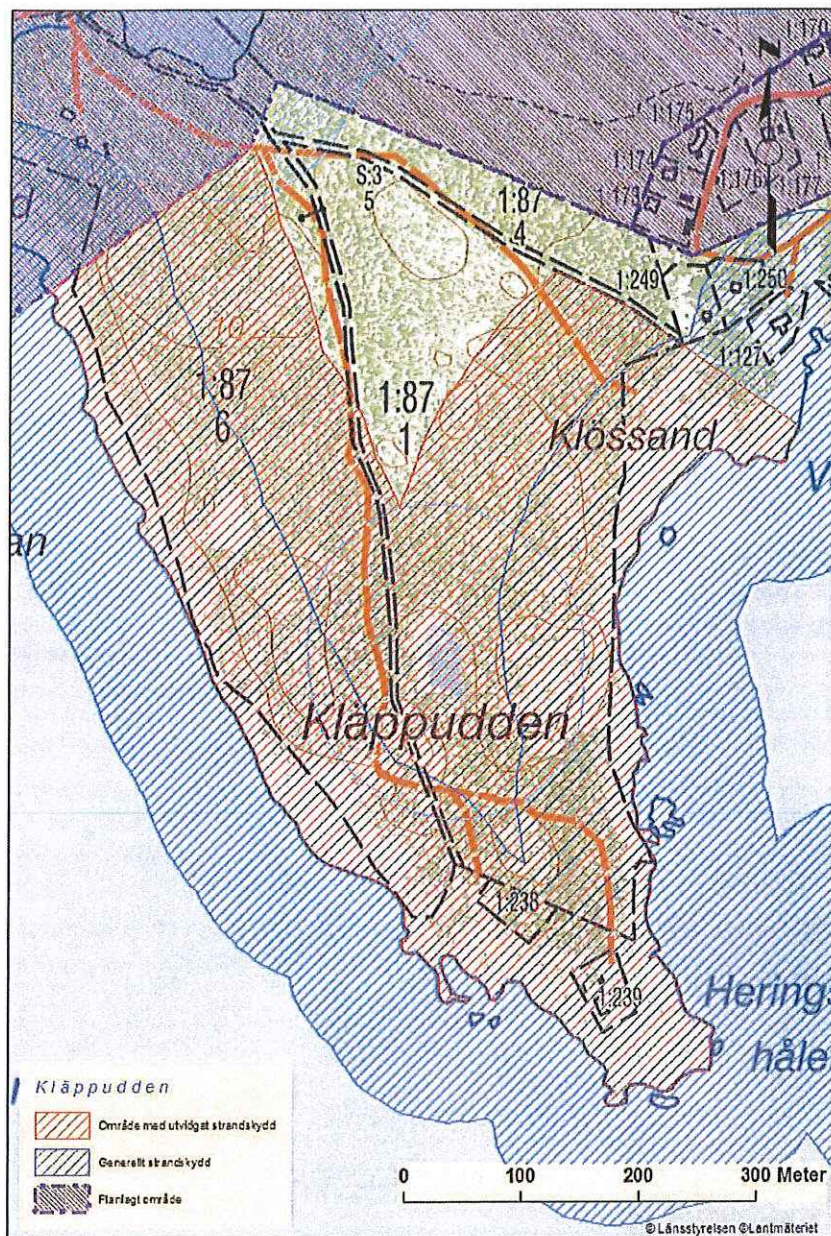 1:170
N
1:175
1:174
1:173
1:176
1:177
S:3
5
1:87
4
1:249
1:250
1:127
10
1:87
6
1:87
1
Klössand
V
an
Kläppudden
1:236
1:239
Hering
håle
Kläppudden
Område med utvidgat strandskydd
Generellt strandskydd
Planlagt område
0 100 200 300 Meter
© Länsstyrelsen ©Lantmäteriet